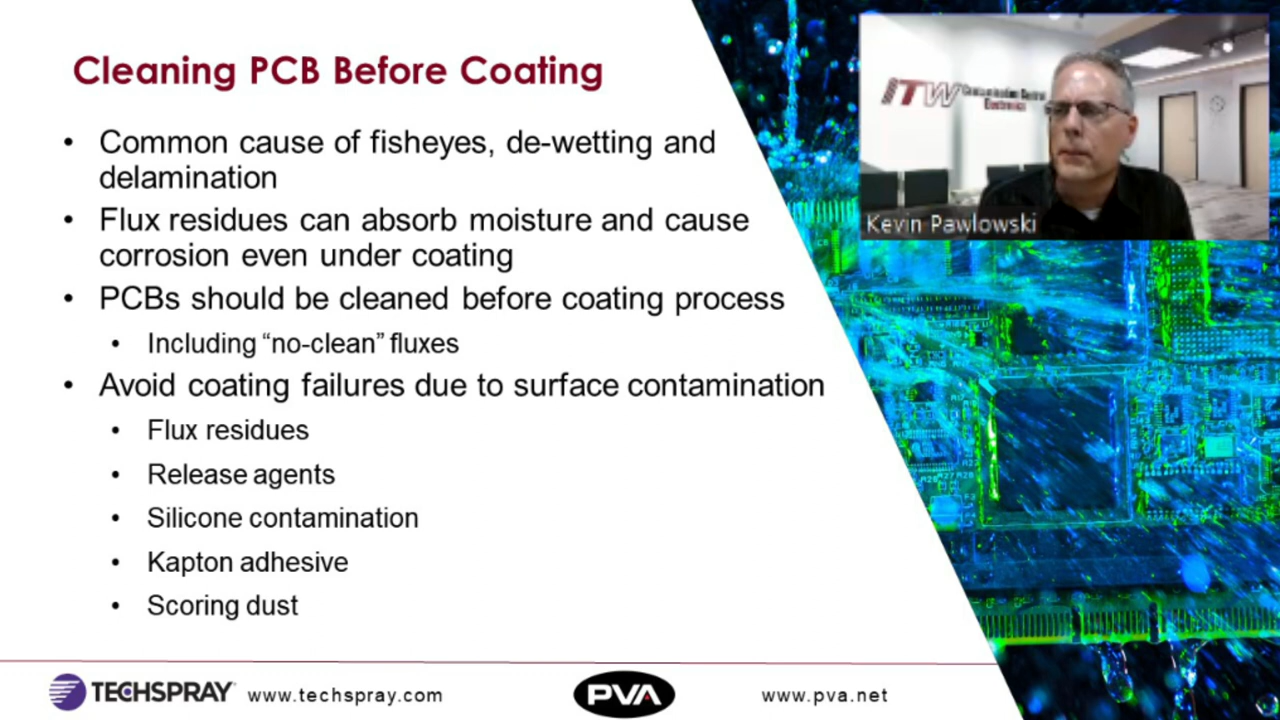 Cleaning PCB Before Coating
• Common cause of fisheyes, de-wetting and
delamination
• Flux residues can absorb moisture and cause
corrosion even under coating
• PCBs should be cleaned before coating process
• Including “no-clean” fluxes
• Avoid coating failures due to surface contamination
• Flux residues
• Release agents
• Silicone contamination
• Kapton adhesive
• Scoring dust
ITW Contamination Control
Electronics
Kevin Pawlowski
TECHSPRAY www.techspray.com
PVA
www.pva.net